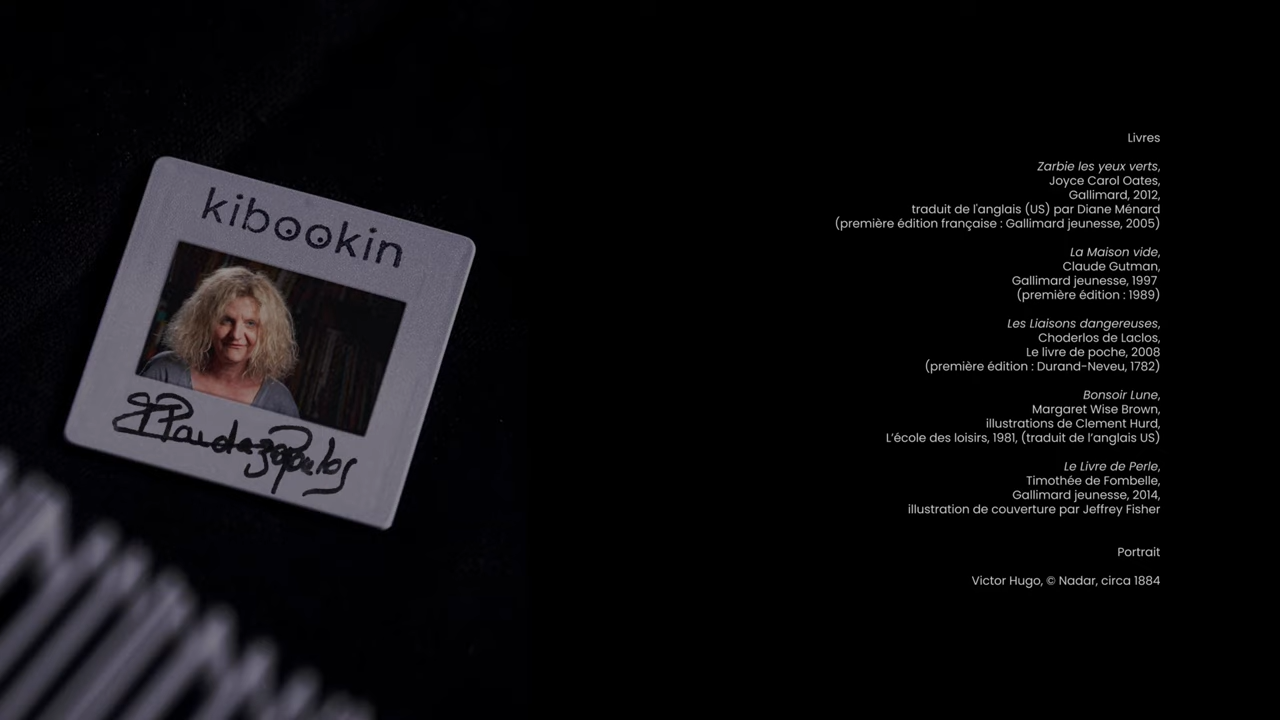 kibookin
Livres
Zarbie les yeux verts,
Joyce Carol Oates,
Gallimard, 2012,
traduit de l'anglais (US) par Diane Ménard
(première édition française : Gallimard jeunesse, 2005)
La Maison vide,
Claude Gutman,
Gallimard jeunesse, 1997
(première édition : 1989)
Les Liaisons dangereuses,
Choderlos de Laclos,
Le livre de poche, 2008
(première édition : Durand-Neveu, 1782)
Bonsoir Lune,
Margaret Wise Brown,
illustrations de Clement Hurd,
L’école des loisirs, 1981, (traduit de l’anglais US)
Le Livre de Perle,
Timothée de Fombelle,
Gallimard jeunesse, 2014,
illustration de couverture par Jeffrey Fisher
Portrait
Victor Hugo, © Nadar, circa 1884